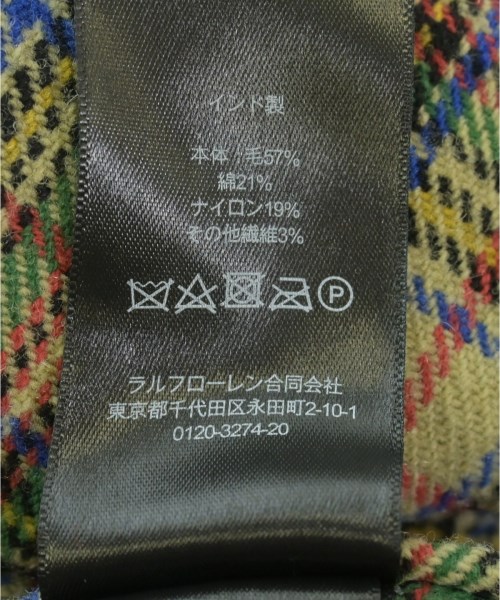 インド製
本体：毛57%
綿21%
ナイロン19%
その他繊維3%
P
ラルフローレン合同会社
東京都千代田区永田町2-10-1
0120-3274-20